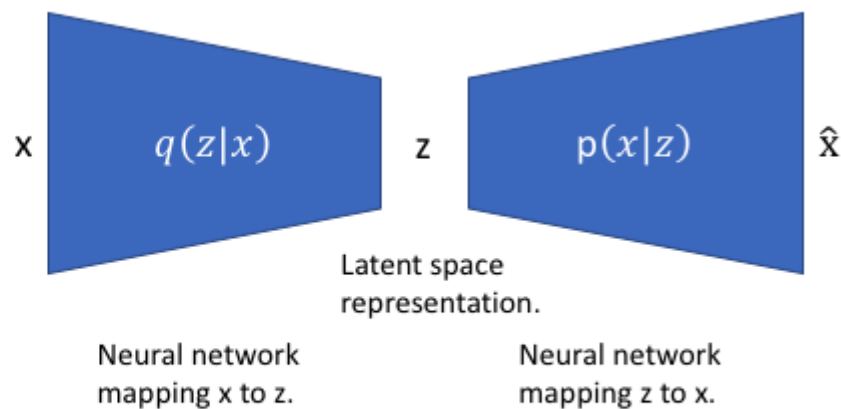 x
q(z|x)
z
p(x|z)
x̂
Latent space
representation.
Neural network
mapping x to z.
Neural network
mapping z to x.